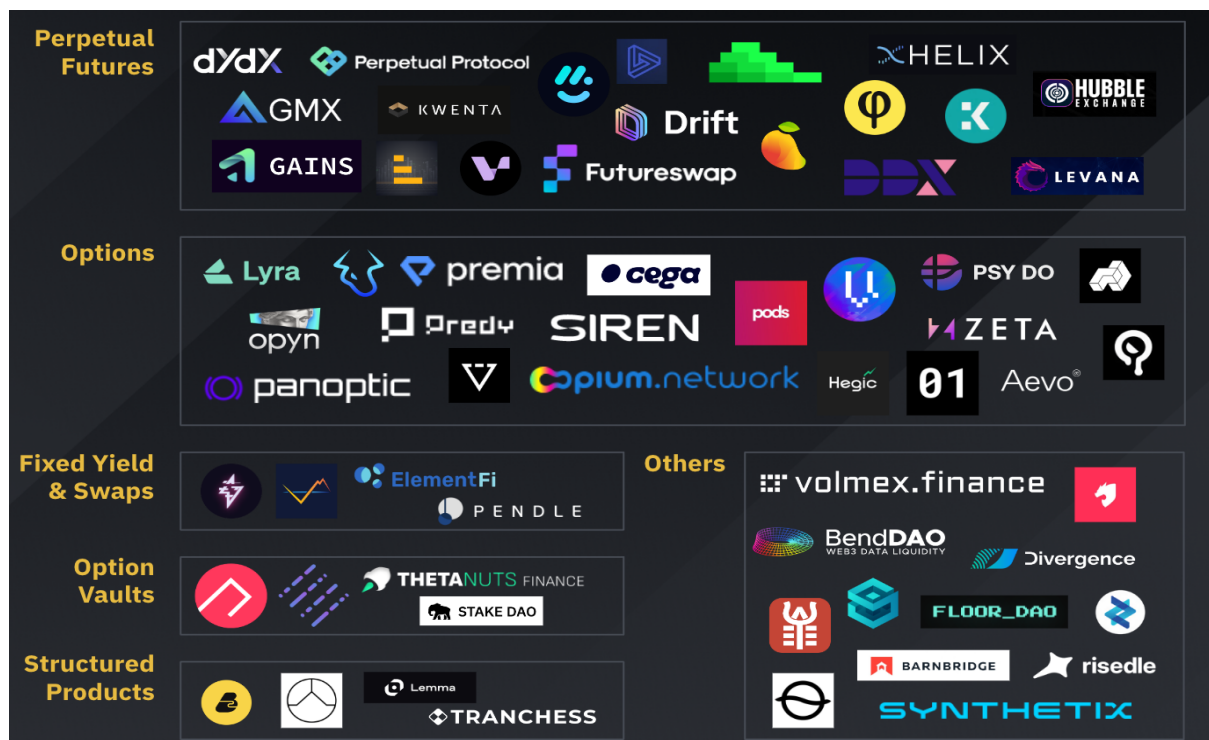 Perpetual
Futures
dYdX
Perpetual Protocol
HELIX
GMX
KWENTA
Drift
HUBBLE
EXCHANGE
GAINS
Futureswap
DDX
LEVANA
Options
Lyra
premia
cega
pods
PSY DO
opyn
Predy
SIREN
ZETA
panoptic
opium.network
Hegic
01
Aevo®
Fixed Yield
& Swaps
ElementFi
PENDLE
Option
Vaults
THETANUTS FINANCE
STAKE DAO
Structured
Products
Lemma
TRANCHESS
Others
volmex.finance
BendDAO
WEB3 DATA LIQUIDITY
Divergence
FLOOR_DAO
BARNBRIDGE
risedle
SYNTHETIX